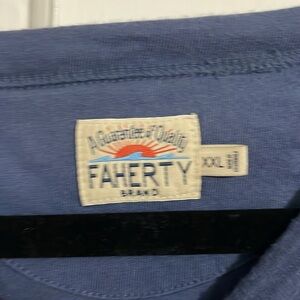 A Guarantee of Quality
FAHERTY
BRAND
XXL